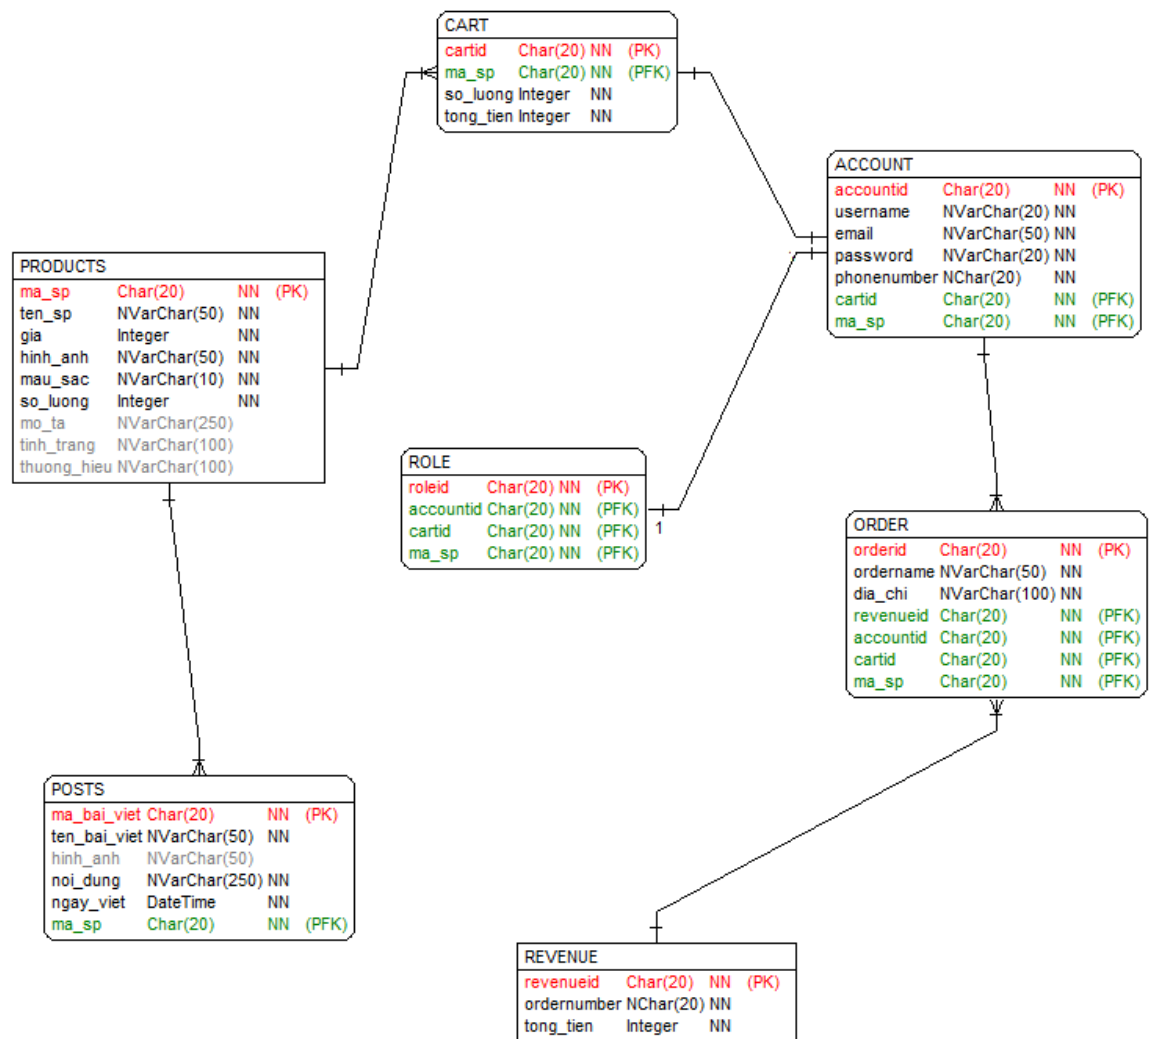 CART
cartid Char(20) NN (PK)
ma_sp Char(20) NN (PFK)
so_luong Integer NN
tong_tien Integer NN
ACCOUNT
accountid Char(20) NN (PK)
username NVarChar(20) NN
email NVarChar(50) NN
password NVarChar(20) NN
phonenumber NChar(20) NN
cartid Char(20) NN (PFK)
ma_sp Char(20) NN (PFK)
PRODUCTS
ma_sp Char(20) NN (PK)
ten_sp NVarChar(50) NN
gia Integer NN
hinh_anh NVarChar(50) NN
mau_sac NVarChar(10) NN
so_luong Integer NN
mo_ta NVarChar(250)
tinh_trang NVarChar(100)
thuong_hieu NVarChar(100)
ROLE
roleid Char(20) NN (PK)
accountid Char(20) NN (PFK)
cartid Char(20) NN (PFK)
ma_sp Char(20) NN (PFK)
1
ORDER
orderid Char(20) NN (PK)
ordername NVarChar(50) NN
dia_chi NVarChar(100) NN
revenueid Char(20) NN (PFK)
accountid Char(20) NN (PFK)
cartid Char(20) NN (PFK)
ma_sp Char(20) NN (PFK)
POSTS
ma_bai_viet Char(20) NN (PK)
ten_bai_viet NVarChar(50) NN
hinh_anh NVarChar(50)
noi_dung NVarChar(250) NN
ngay_viet DateTime NN
ma_sp Char(20) NN (PFK)
REVENUE
revenueid Char(20) NN (PK)
ordernumber NChar(20) NN
tong_tien Integer NN